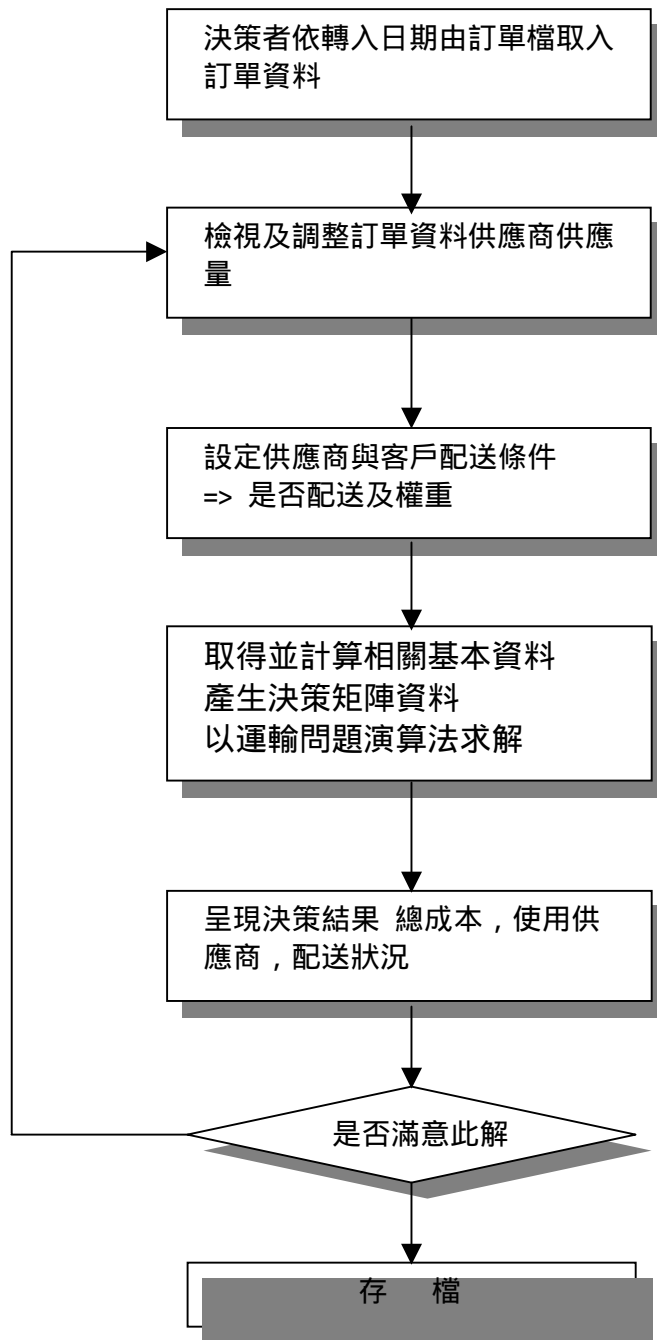 決策者依轉入日期由訂單檔取入
訂單資料
檢視及調整訂單資料供應商供應
量
設定供應商與客戶配送條件
=> 是否配送及權重
取得並計算相關基本資料
產生決策矩陣資料
以運輸問題演算法求解
呈現決策結果 總成本，使用供
應商，配送狀況
是否滿意此解
存 檔